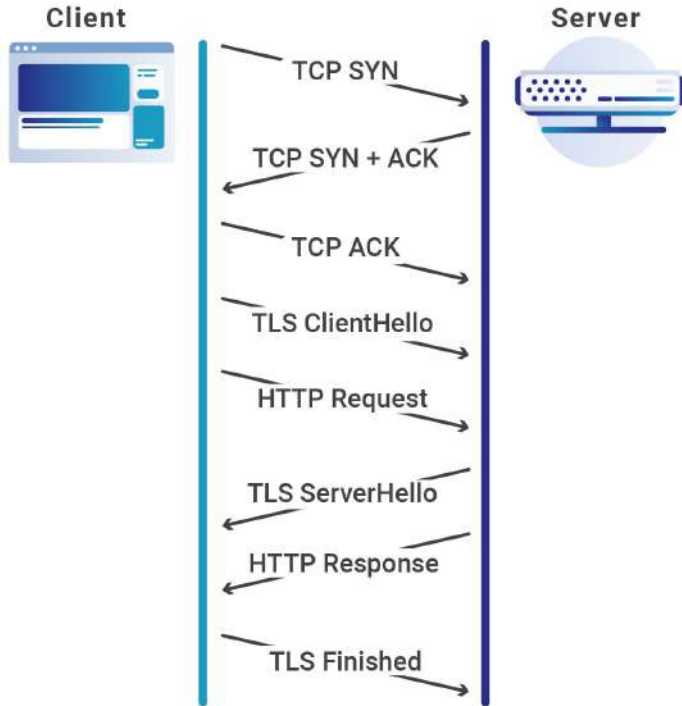 Client
Server
TCP SYN
TCP SYN + ACK
TCP ACK
TLS ClientHello
HTTP Request
TLS ServerHello
HTTP Response
TLS Finished